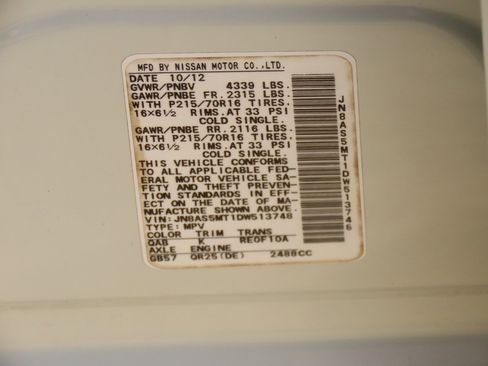 MFD BY NISSAN MOTOR CO.,LTD.
DATE 10/12
GVWR/PNBV 4339 LBS.
GAWR/PNBE FR. 2315 LBS.
WITH P215/70R16 TIRES.
16×6½ RIMS.AT 33 PSI
COLD SINGLE.
GAWR/PNBE RR. 2116 LBS.
WITH P215/70R16 TIRES.
16×6½ RIMS.AT 33 PSI
COLD SINGLE.
THIS VEHICLE CONFORMS
TO ALL APPLICABLE FED-
ERAL MOTOR VEHICLE SA-
FETY AND THEFT PREVEN-
TION STANDARDS IN EFF-
ECT ON THE DATE OF MA-
NUFACTURE SHOWN ABOVE.
VIN: JN8AS5MT1DW513748
TYPE: MPV
COLOR TRIM TRANS
QAB K RE0F10A
AXLE ENGINE
GB57 QR25(DE) 2488CC
JN8AS5MT1DW513748